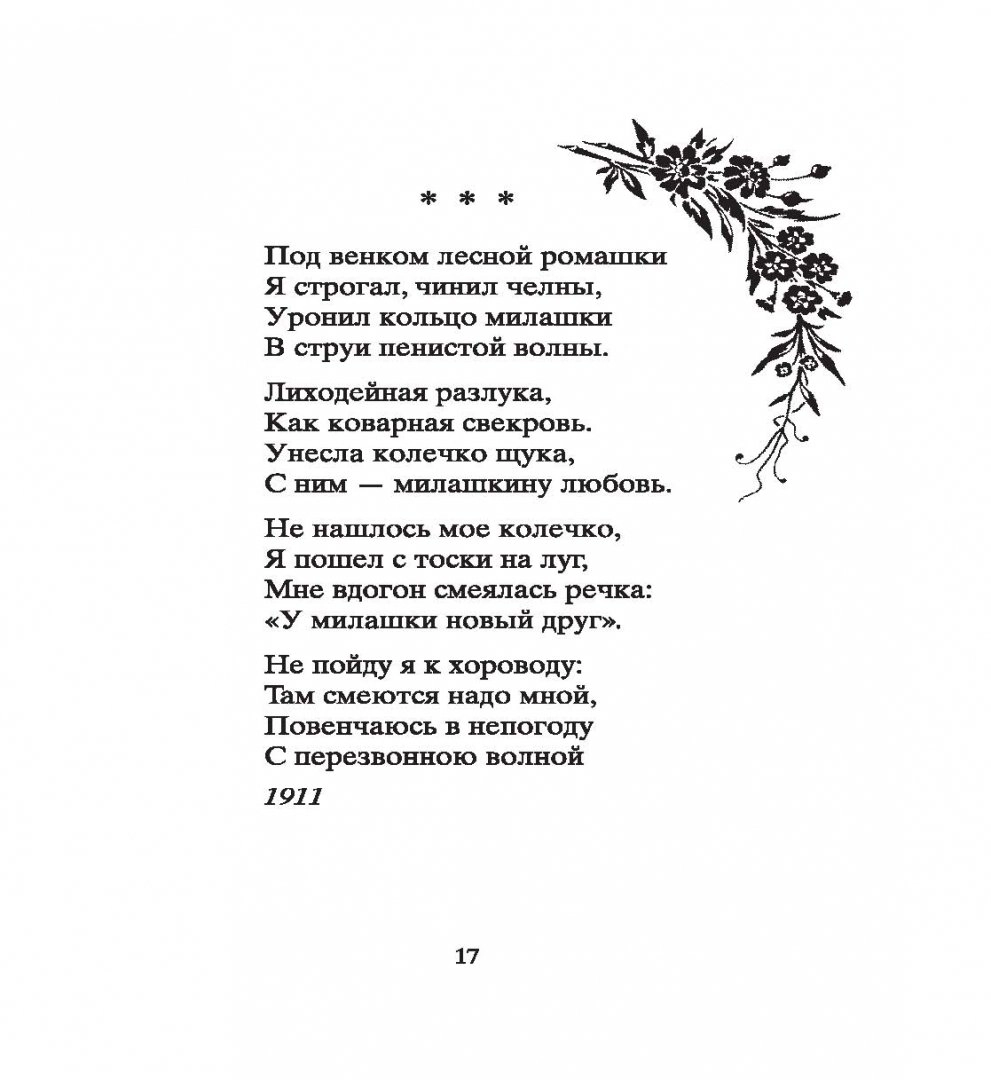 * * *
Под венком лесной ромашки
Я строгал, чинил челны,
Уронил кольцо милашки
В струи пенистой волны.
Лиходейная разлука,
Как коварная свекровь.
Унесла колечко щука,
С ним — милашкину любовь.
Не нашлось мое колечко,
Я пошел с тоски на луг,
Мне вдогон смеялась речка:
«У милашки новый друг».
Не пойду я к хороводу:
Там смеются надо мной,
Повенчаюсь в непогоду
С перезвонною волной
1911
17